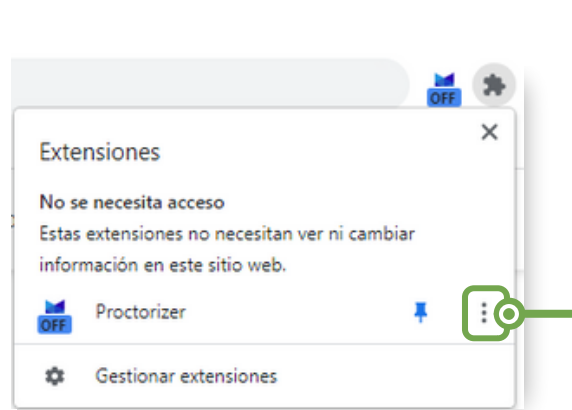 OFF
Extensiones
No se necesita acceso
Estas extensiones no necesitan ver ni cambiar
información en este sitio web.
OFF
Proctorizer
Gestionar extensiones